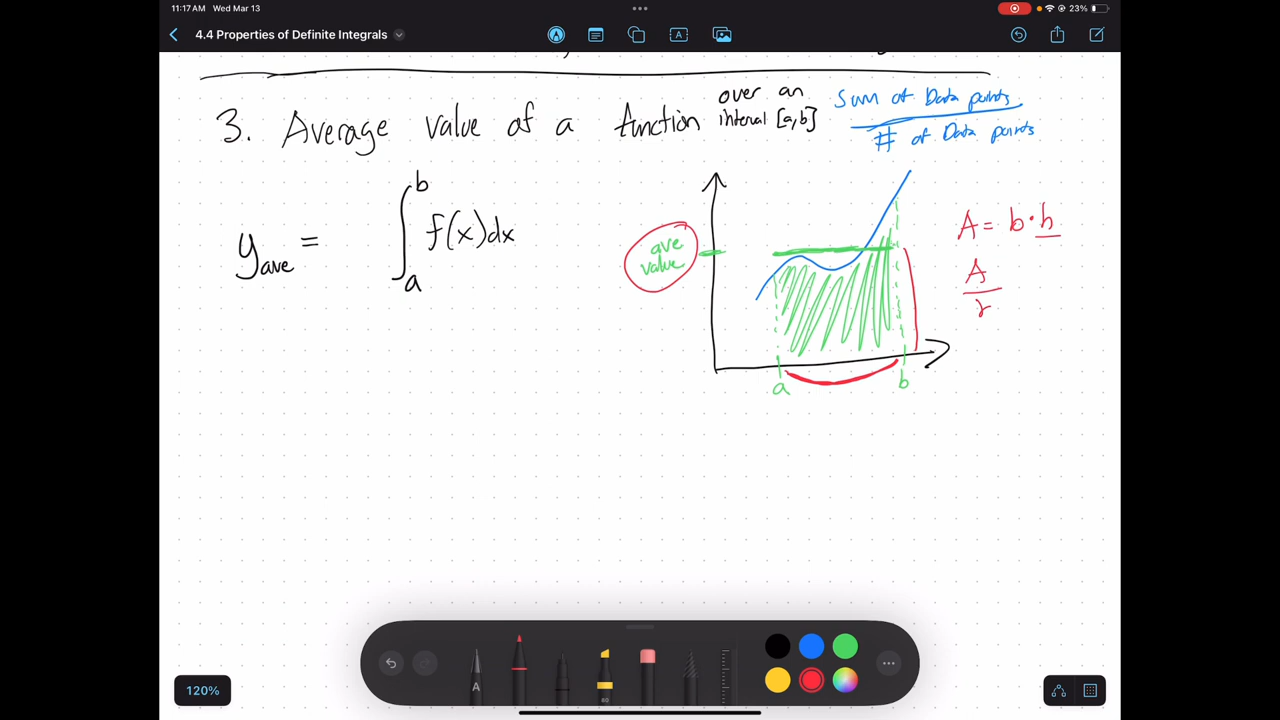 11:17 AM Wed Mar 13
23%
4.4 Properties of Definite Integrals
3. Average value of a function over an interval [a,b]
Sum of Data points
# of Data points
y_ave = ∫_a^b f(x)dx
ave value
A = b·h
A
a b
A
80
120%